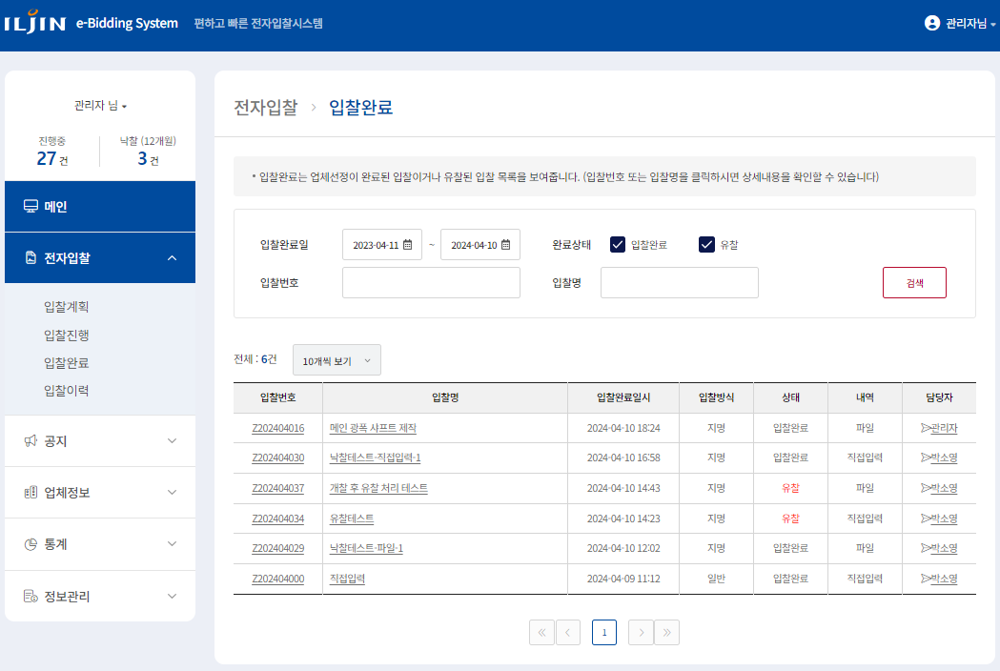 ILJIN e-Bidding System 편하고 빠른 전자입찰시스템 관리자님
관리자 님
진행중 낙찰 (12개월)
27 건 3 건
메인
전자입찰
입찰계획
입찰진행
입찰완료
입찰이력
공지
업체정보
통계
정보관리
전자입찰 > 입찰완료
• 입찰완료는 업체선정이 완료된 입찰이거나 유찰된 입찰 목록을 보여줍니다. (입찰번호 또는 입찰명을 클릭하시면 상세내용을 확인할 수 있습니다)
입찰완료일 2023-04-11 ~ 2024-04-10 완료상태 입찰완료 유찰
입찰번호 입찰명 검색
전체 : 6건 10개씩 보기
입찰번호 입찰명 입찰완료일시 입찰방식 상태 내역 담당자
Z202404016 메인 광폭 샤프트 제작 2024-04-10 18:24 지명 입찰완료 파일 관리자
Z202404030 낙찰테스트-직접입력-1 2024-04-10 16:58 지명 입찰완료 직접입력 박소영
Z202404037 개찰 후 유찰 처리 테스트 2024-04-10 14:43 지명 유찰 파일 박소영
Z202404034 유찰테스트 2024-04-10 14:23 지명 유찰 직접입력 박소영
Z202404029 낙찰테스트-파일-1 2024-04-10 12:02 지명 입찰완료 파일 박소영
Z202404000 직접입력 2024-04-09 11:12 일반 입찰완료 직접입력 박소영
« ‹ 1 › »